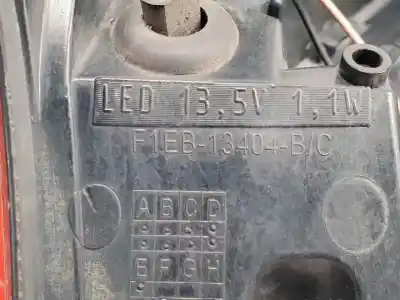 LED 13,5V 1,1W
F1EB-13404-B/C
A B C D
E F G H